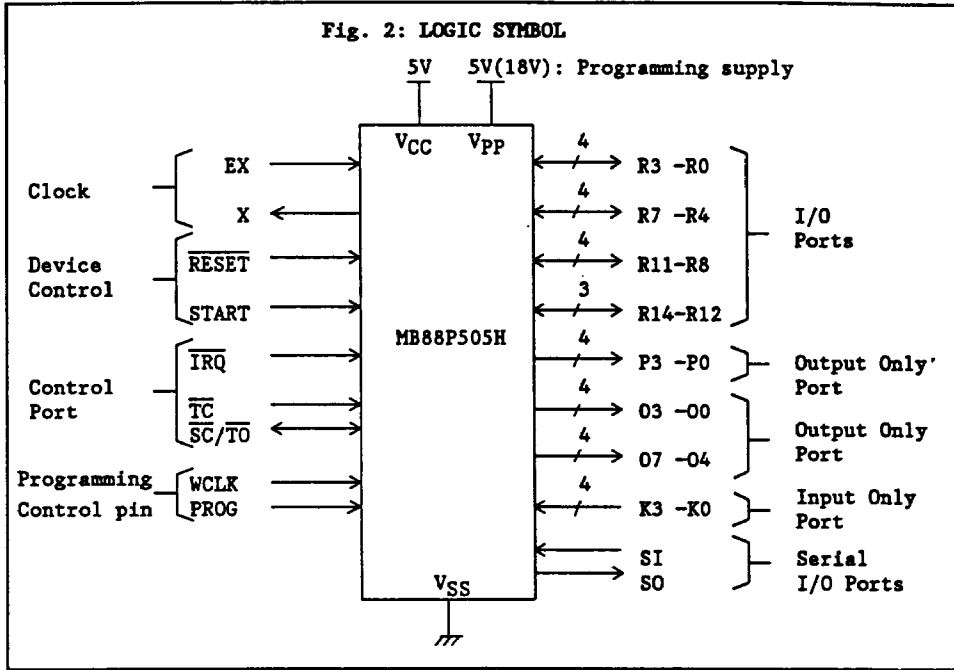 Fig. 2: LOGIC SYMBOL
5V 5V(18V): Programming supply
VCC VPP
Clock
EX
X
Device
Control
RESET
START
Control
Port
IRQ
TC
SC/TO
Programming
Control pin
WCLK
PROG
MB88P505H
VSS
4
R3 -R0
4
R7 -R4
4
R11-R8
3
R14-R12
I/O
Ports
4
P3 -P0
Output Only
Port
4
O3 -O0
4
O7 -O4
Output Only
Port
4
K3 -K0
Input Only
Port
SI
SO
Serial
I/O Ports